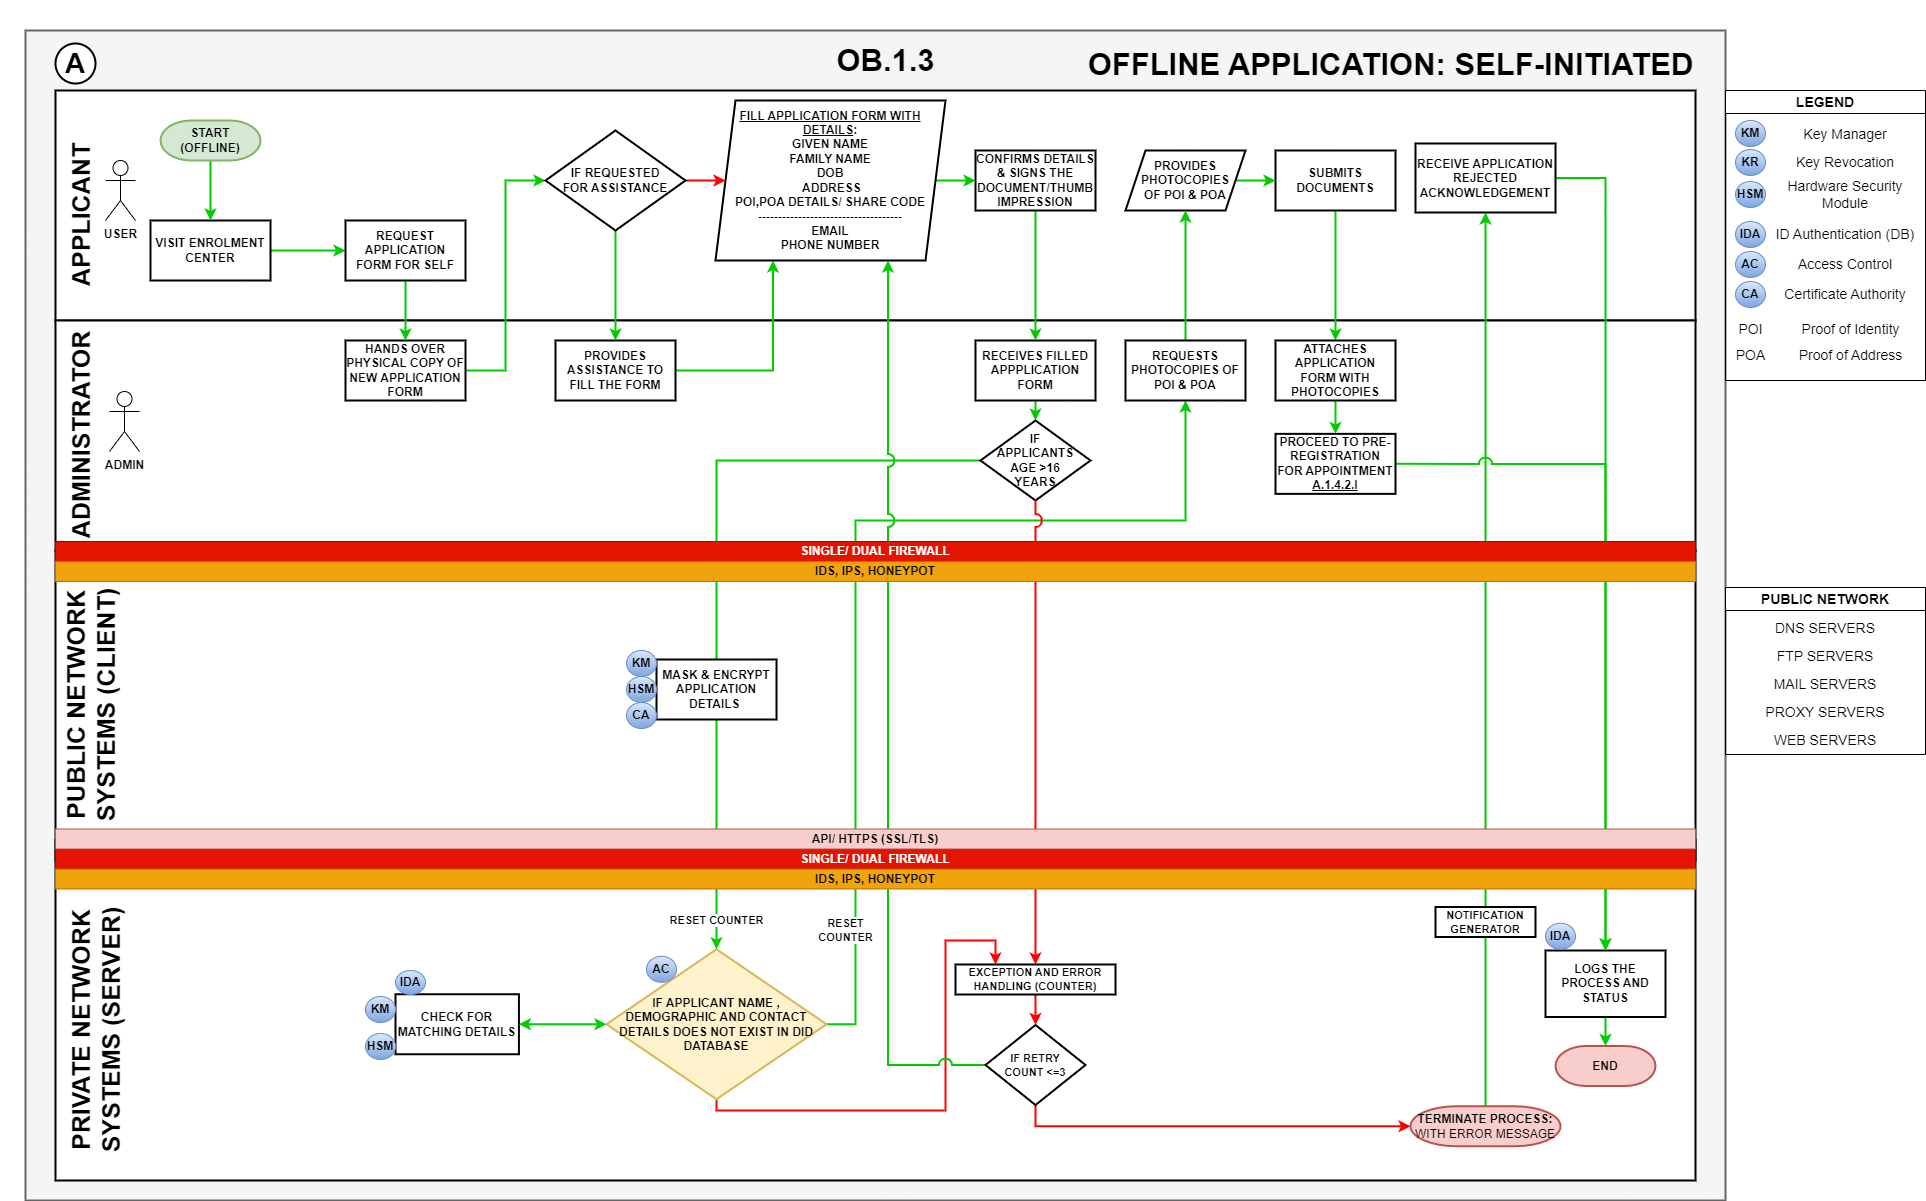 A
OB.1.3
OFFLINE APPLICATION: SELF-INITIATED
APPLICANT
USER
START
(OFFLINE)
VISIT ENROLMENT
CENTER
REQUEST
APPLICATION
FORM FOR SELF
IF REQUESTED
FOR ASSISTANCE
FILL APPLICATION FORM WITH
DETAILS:
GIVEN NAME
FAMILY NAME
DOB
ADDRESS
POI,POA DETAILS/ SHARE CODE
------------------------------------
EMAIL
PHONE NUMBER
CONFIRMS DETAILS
& SIGNS THE
DOCUMENT/THUMB
IMPRESSION
PROVIDES
PHOTOCOPIES
OF POI & POA
SUBMITS
DOCUMENTS
RECEIVE APPLICATION
REJECTED
ACKNOWLEDGEMENT
ADMINISTRATOR
ADMIN
HANDS OVER
PHYSICAL COPY OF
NEW APPLICATION
FORM
PROVIDES
ASSISTANCE TO
FILL THE FORM
RECEIVES FILLED
APPPLICATION
FORM
REQUESTS
PHOTOCOPIES OF
POI & POA
ATTACHES
APPLICATION
FORM WITH
PHOTOCOPIES
IF
APPLICANTS
AGE >16
YEARS
PROCEED TO PRE-
REGISTRATION
FOR APPOINTMENT
A.1.4.2.I
SINGLE/ DUAL FIREWALL
IDS, IPS, HONEYPOT
PUBLIC NETWORK
SYSTEMS (CLIENT)
KM
HSM
CA
MASK & ENCRYPT
APPLICATION
DETAILS
API/ HTTPS (SSL/TLS)
SINGLE/ DUAL FIREWALL
IDS, IPS, HONEYPOT
PRIVATE NETWORK
SYSTEMS (SERVER)
RESET COUNTER
RESET
COUNTER
IDA
KM
HSM
CHECK FOR
MATCHING DETAILS
AC
IF APPLICANT NAME ,
DEMOGRAPHIC AND CONTACT
DETAILS DOES NOT EXIST IN DID
DATABASE
EXCEPTION AND ERROR
HANDLING (COUNTER)
IF RETRY
COUNT <=3
NOTIFICATION
GENERATOR
TERMINATE PROCESS:
WITH ERROR MESSAGE
IDA
LOGS THE
PROCESS AND
STATUS
END
LEGEND
KM Key Manager
KR Key Revocation
HSM Hardware Security
Module
IDA ID Authentication (DB)
AC Access Control
CA Certificate Authority
POI Proof of Identity
POA Proof of Address
PUBLIC NETWORK
DNS SERVERS
FTP SERVERS
MAIL SERVERS
PROXY SERVERS
WEB SERVERS